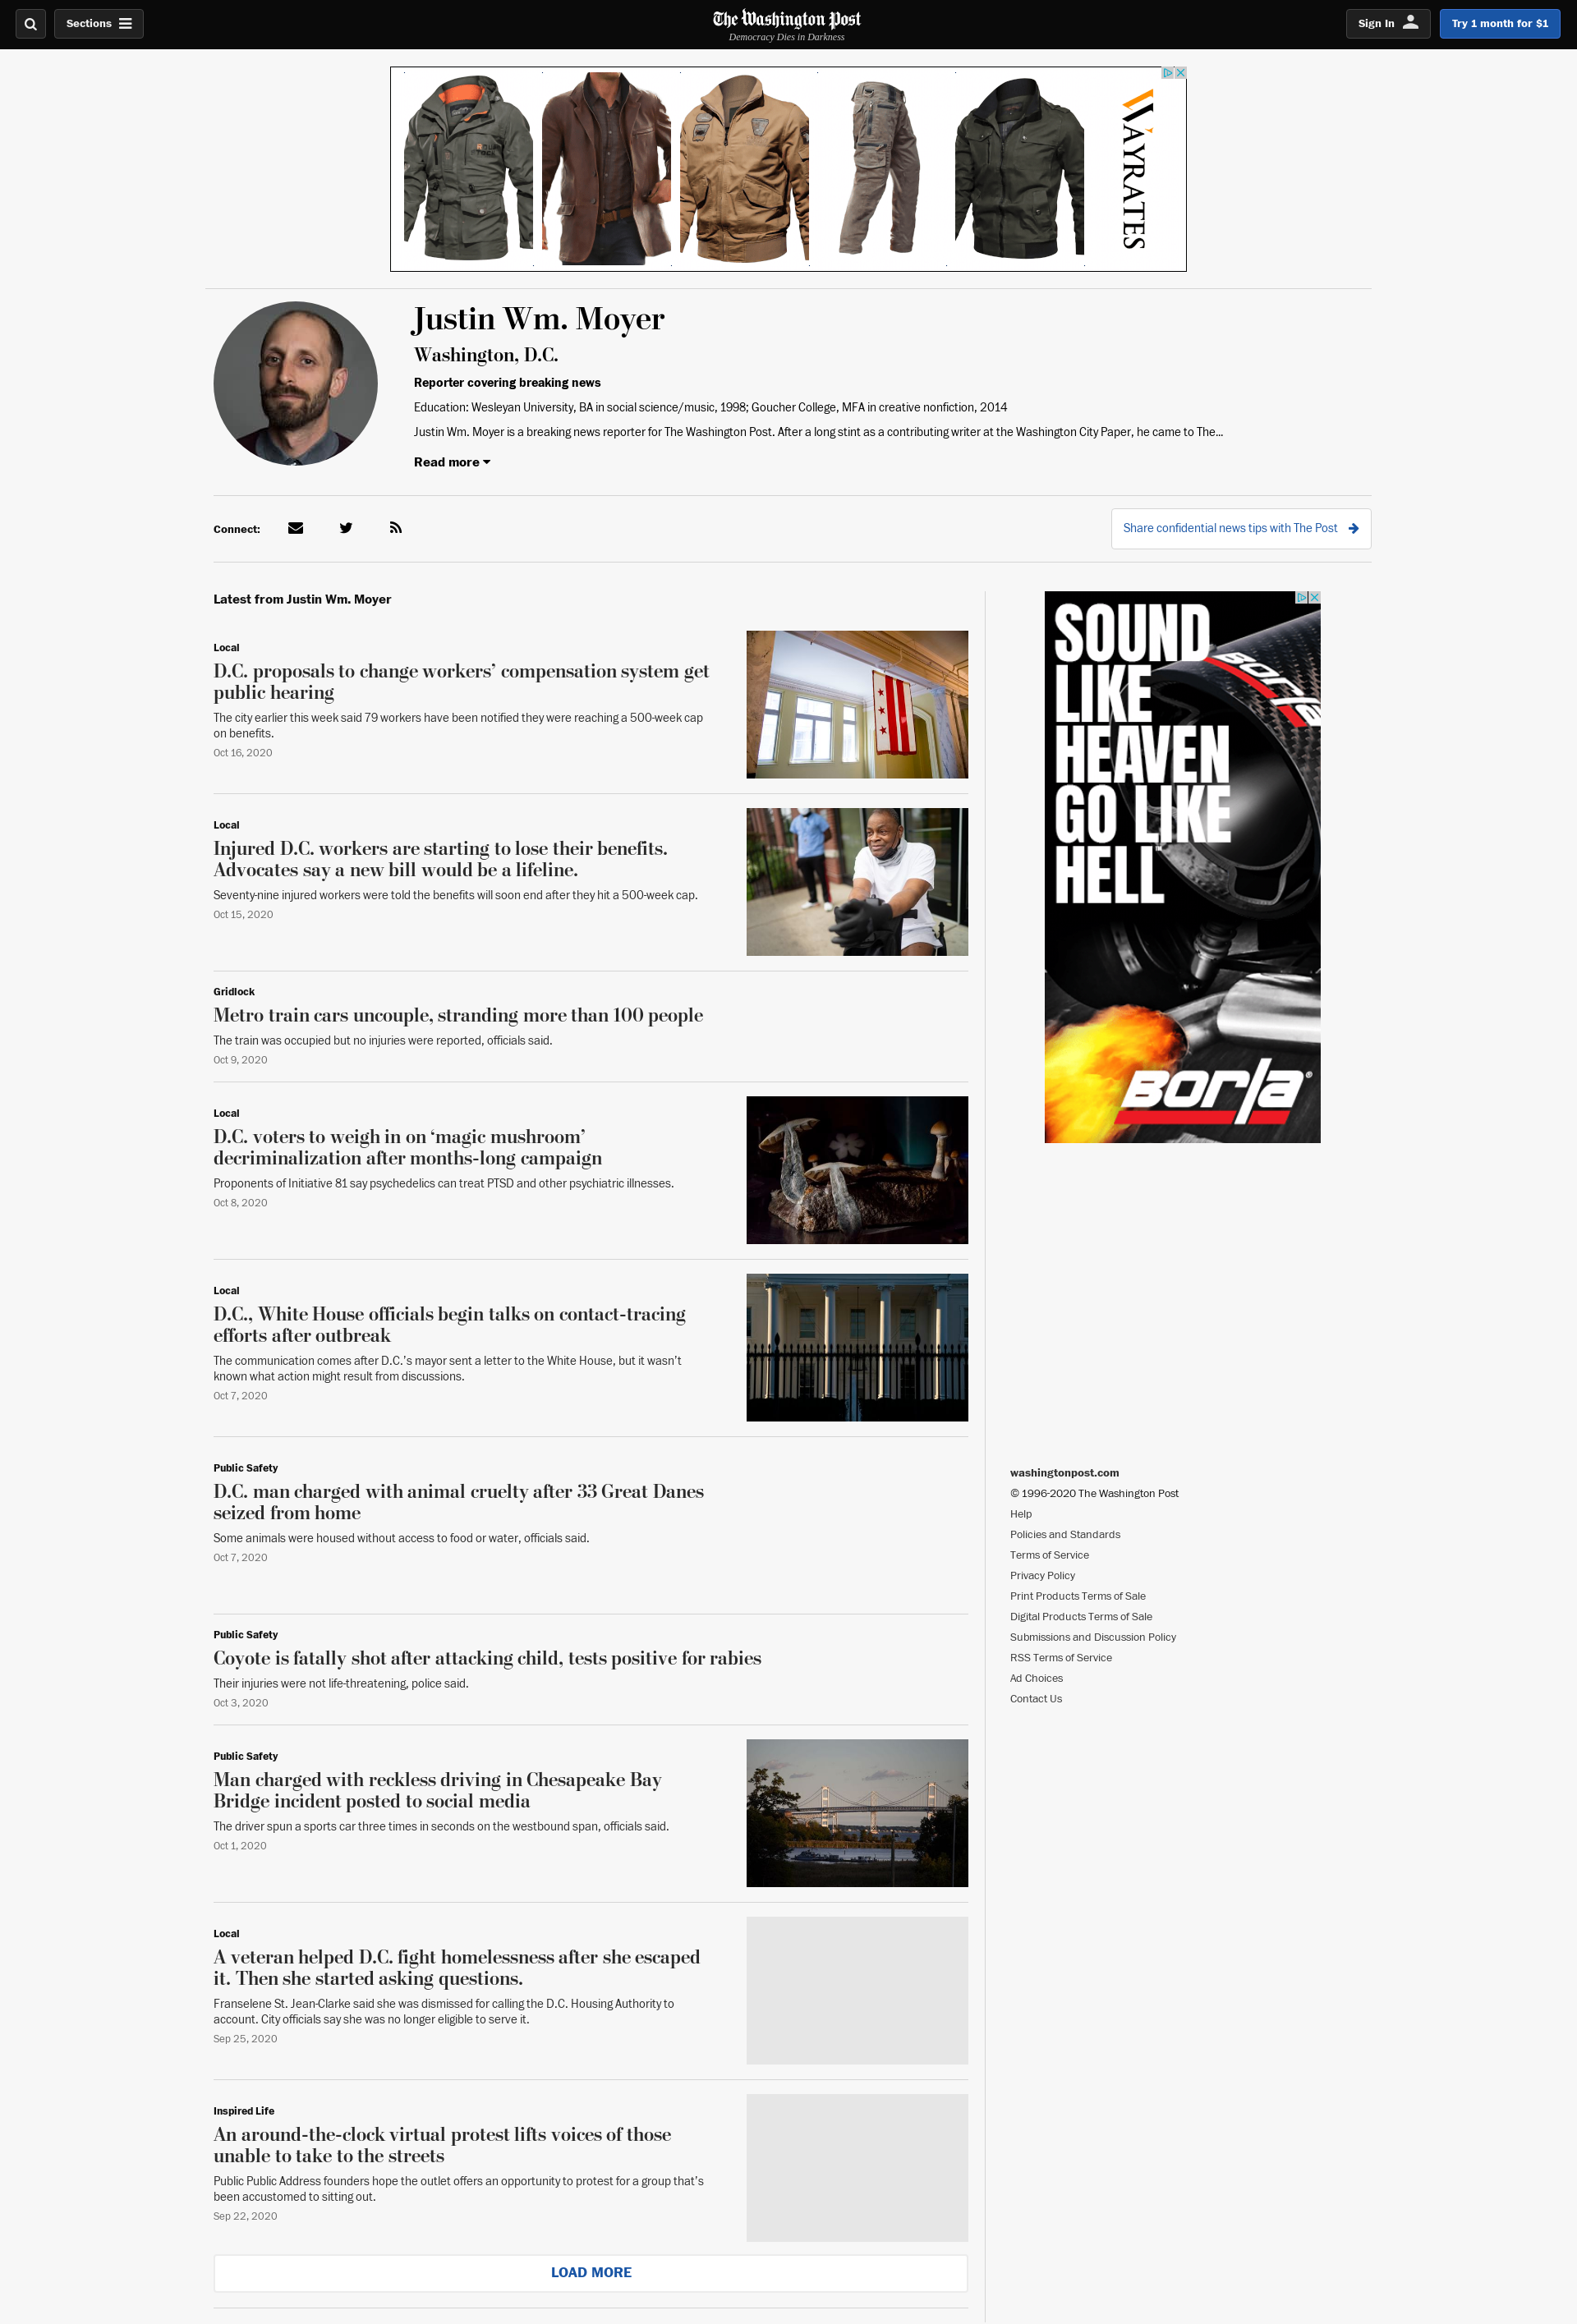 Sections
The Washington Post
Democracy Dies in Darkness
Sign In
Try 1 month for $1
WAYRATES
Justin Wm. Moyer
Washington, D.C.
Reporter covering breaking news
Education: Wesleyan University, BA in social science/music, 1998; Goucher College, MFA in creative nonfiction, 2014
Justin Wm. Moyer is a breaking news reporter for The Washington Post. After a long stint as a contributing writer at the Washington City Paper, he came to The...
Read more
Connect:
Share confidential news tips with The Post
Latest from Justin Wm. Moyer
Local
D.C. proposals to change workers’ compensation system get
public hearing
The city earlier this week said 79 workers have been notified they were reaching a 500-week cap
on benefits.
Oct 16, 2020
Local
Injured D.C. workers are starting to lose their benefits.
Advocates say a new bill would be a lifeline.
Seventy-nine injured workers were told the benefits will soon end after they hit a 500-week cap.
Oct 15, 2020
Gridlock
Metro train cars uncouple, stranding more than 100 people
The train was occupied but no injuries were reported, officials said.
Oct 9, 2020
Local
D.C. voters to weigh in on ‘magic mushroom’
decriminalization after months-long campaign
Proponents of Initiative 81 say psychedelics can treat PTSD and other psychiatric illnesses.
Oct 8, 2020
Local
D.C., White House officials begin talks on contact-tracing
efforts after outbreak
The communication comes after D.C.’s mayor sent a letter to the White House, but it wasn’t
known what action might result from discussions.
Oct 7, 2020
Public Safety
D.C. man charged with animal cruelty after 33 Great Danes
seized from home
Some animals were housed without access to food or water, officials said.
Oct 7, 2020
Public Safety
Coyote is fatally shot after attacking child, tests positive for rabies
Their injuries were not life-threatening, police said.
Oct 3, 2020
Public Safety
Man charged with reckless driving in Chesapeake Bay
Bridge incident posted to social media
The driver spun a sports car three times in seconds on the westbound span, officials said.
Oct 1, 2020
Local
A veteran helped D.C. fight homelessness after she escaped
it. Then she started asking questions.
Franselene St. Jean-Clarke said she was dismissed for calling the D.C. Housing Authority to
account. City officials say she was no longer eligible to serve it.
Sep 25, 2020
Inspired Life
An around-the-clock virtual protest lifts voices of those
unable to take to the streets
Public Public Address founders hope the outlet offers an opportunity to protest for a group that’s
been accustomed to sitting out.
Sep 22, 2020
LOAD MORE
SOUND
LIKE
HEAVEN
GO LIKE
HELL
Borla
BORLA®
washingtonpost.com
© 1996-2020 The Washington Post
Help
Policies and Standards
Terms of Service
Privacy Policy
Print Products Terms of Sale
Digital Products Terms of Sale
Submissions and Discussion Policy
RSS Terms of Service
Ad Choices
Contact Us